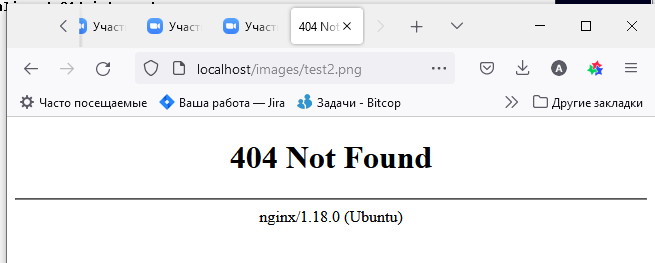 Участ
Участ
Участ
404 Not
localhost/images/test2.png
Часто посещаемые
Ваша работа — Jira
Задачи - Bitcop
Другие закладки
404 Not Found
nginx/1.18.0 (Ubuntu)